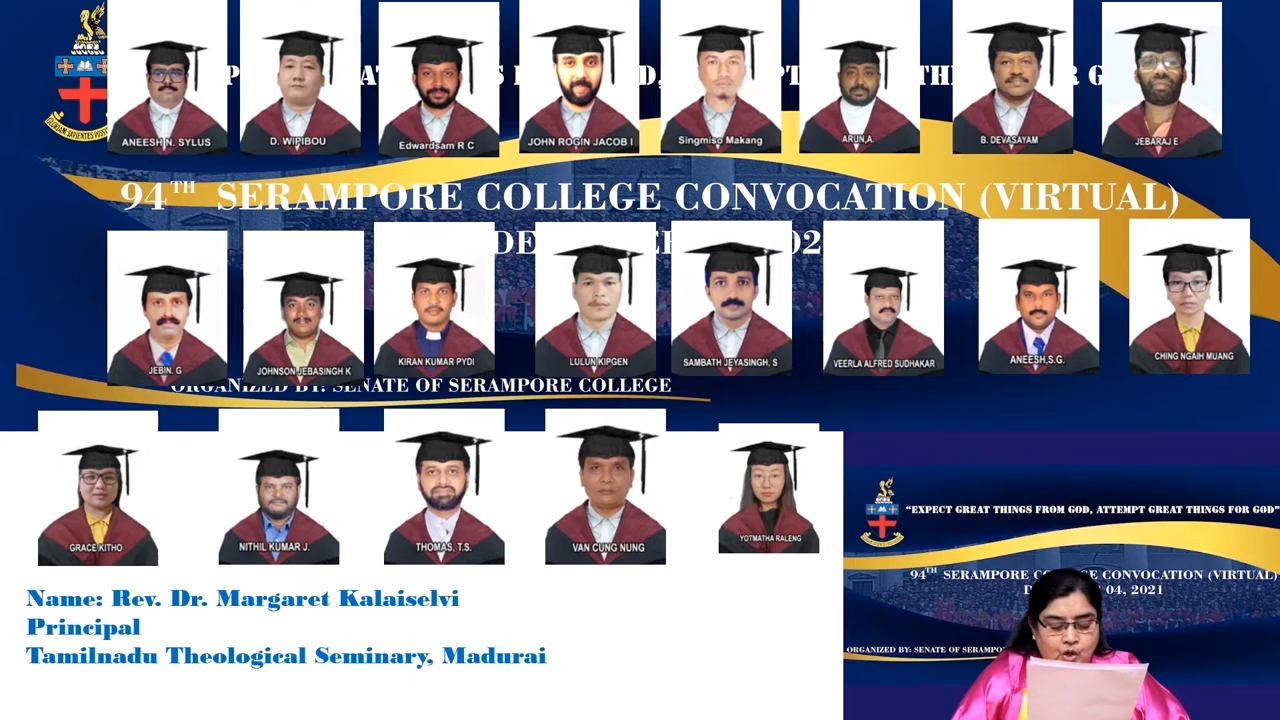 ANEESH N. SYLUS
D. WIPIBOU
Edwardsam R C
JOHN ROGIN JACOB I
Singmiso Makang
ARUN.A.
B. DEVASAYAM
JEBARAJ E
94TH SERAMPORE COLLEGE CONVOCATION (VIRTUAL)
JEBIN. G
JOHNSON JEBASINGH K
KIRAN KUMAR PYDI
LULUN KIPGEN
SAMBATH JEYASINGH, S
VEERLA ALFRED SUDHAKAR
ANEESH,S.G.
CHING NGAIH MUANG
ORGANIZED BY: SENATE OF SERAMPORE COLLEGE
GRACE KITHO
NITHIL KUMAR J.
THOMAS, T.S.
VAN CUNG NUNG
YOTMATHA RALENG
Name: Rev. Dr. Margaret Kalaiselvi
Principal
Tamilnadu Theological Seminary, Madurai
"EXPECT GREAT THINGS FROM GOD, ATTEMPT GREAT THINGS FOR GOD"
94TH SERAMPORE CONVOCATION (VIRTUAL)
04, 2021
ORGANIZED BY: SENATE OF